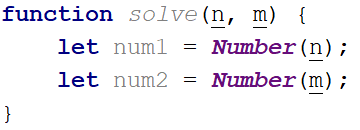 function solve(n, m) {
    let num1 = Number(n);
    let num2 = Number(m);
}